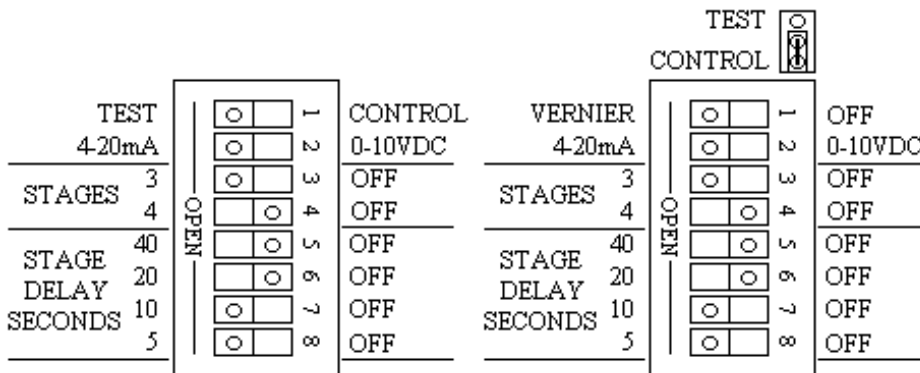 TEST
CONTROL
TEST 1 CONTROL
4-20mA 2 0-10VDC
STAGES
3 3 OFF
4 4 OFF
OPEN
STAGE
DELAY
SECONDS
40 5 OFF
20 6 OFF
10 7 OFF
5 8 OFF
VERNIER 1 OFF
4-20mA 2 0-10VDC
STAGES
3 3 OFF
4 4 OFF
OPEN
STAGE
DELAY
SECONDS
40 5 OFF
20 6 OFF
10 7 OFF
5 8 OFF